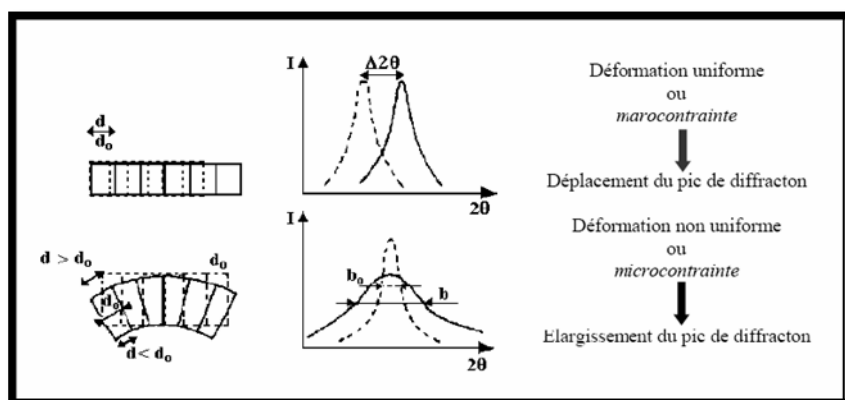 d
d₀
I
Δ2θ
2θ
Déformation uniforme
ou
marocontrainte
Déplacement du pic de diffracton
d > d₀
d₀
d₀
d< d₀
I
b₀
b
2θ
Déformation non uniforme
ou
microcontrainte
Elargissement du pic de diffracton